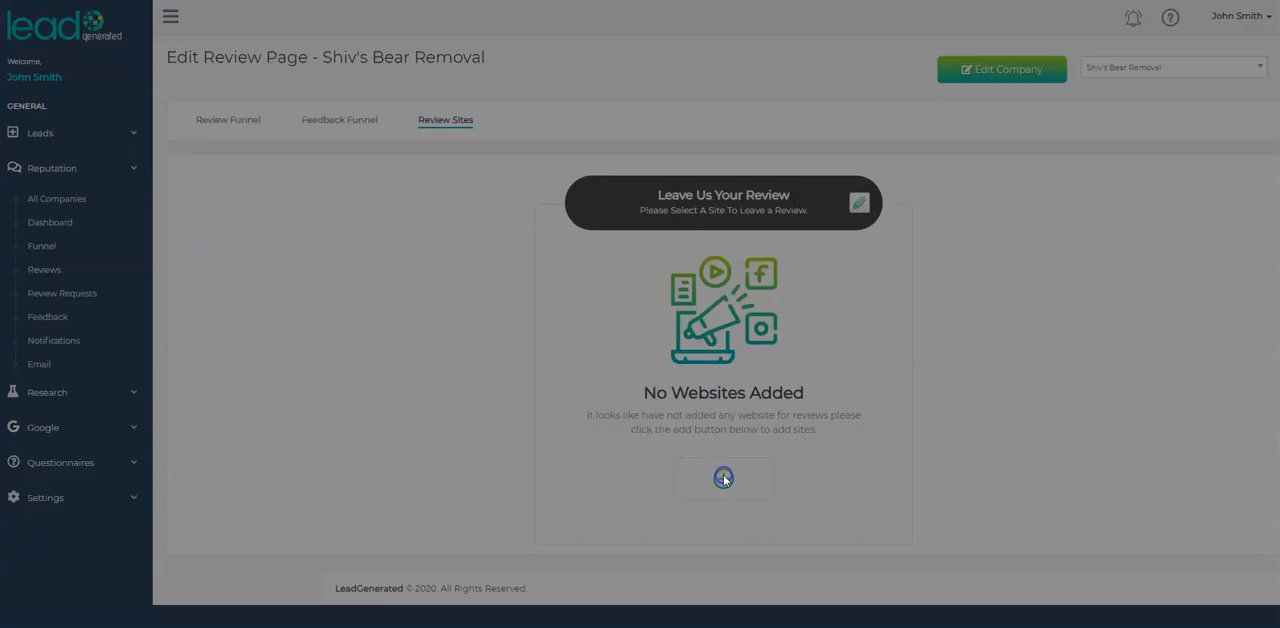 lead generated
John Smith
Welcome,
John Smith
Edit Review Page - Shiv's Bear Removal
Edit Company
Shiv's Bear Removal
GENERAL
Leads
Reputation
All Companies
Dashboard
Funnel
Reviews
Review Requests
Feedback
Notifications
Email
Research
Google
Questionnaires
Settings
Review Funnel
Feedback Funnel
Review Sites
Leave Us Your Review
Please Select A Site To Leave a Review.
No Websites Added
It looks like have not added any website for reviews please
click the add button below to add sites.
LeadGenerated © 2020. All Rights Reserved.